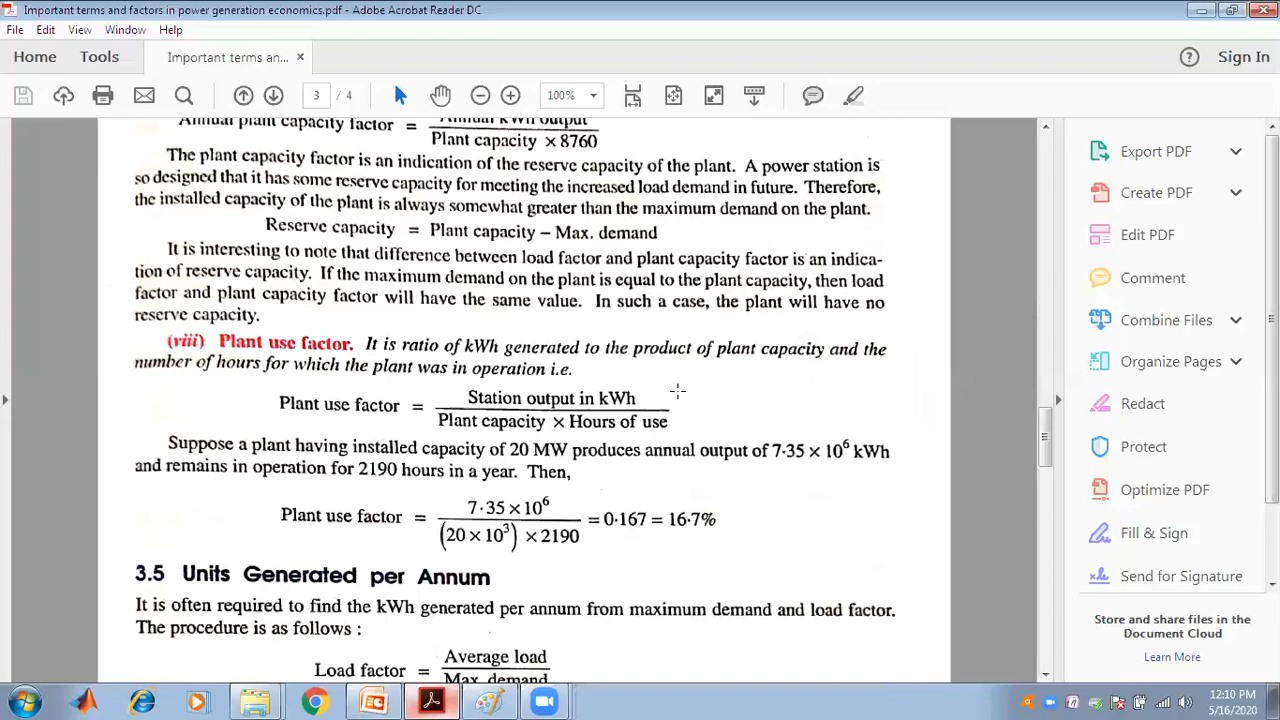 Important terms and factors in power generation economics.pdf - Adobe Acrobat Reader DC
File Edit View Window Help
Home Tools Important terms an... × ? Sign In
3 / 4 100%
Annual plant capacity factor = Annual kWh output
Plant capacity × 8760
The plant capacity factor is an indication of the reserve capacity of the plant. A power station is
so designed that it has some reserve capacity for meeting the increased load demand in future. Therefore,
the installed capacity of the plant is always somewhat greater than the maximum demand on the plant.
Reserve capacity = Plant capacity − Max. demand
It is interesting to note that difference between load factor and plant capacity factor is an indica-
tion of reserve capacity. If the maximum demand on the plant is equal to the plant capacity, then load
factor and plant capacity factor will have the same value. In such a case, the plant will have no
reserve capacity.
(viii) Plant use factor. It is ratio of kWh generated to the product of plant capacity and the
number of hours for which the plant was in operation i.e.
Plant use factor = Station output in kWh
Plant capacity × Hours of use
Suppose a plant having installed capacity of 20 MW produces annual output of 7·35 × 10⁶ kWh
and remains in operation for 2190 hours in a year. Then,
Plant use factor = 7·35 × 10⁶
(20 × 10³) × 2190 = 0·167 = 16·7%
3.5 Units Generated per Annum
It is often required to find the kWh generated per annum from maximum demand and load factor.
The procedure is as follows :
Load factor = Average load
Max. demand
Export PDF
Create PDF
Edit PDF
Comment
Combine Files
Organize Pages
Redact
Protect
Optimize PDF
Fill & Sign
Send for Signature
Store and share files in the
Document Cloud
Learn More
12:10 PM
5/16/2020